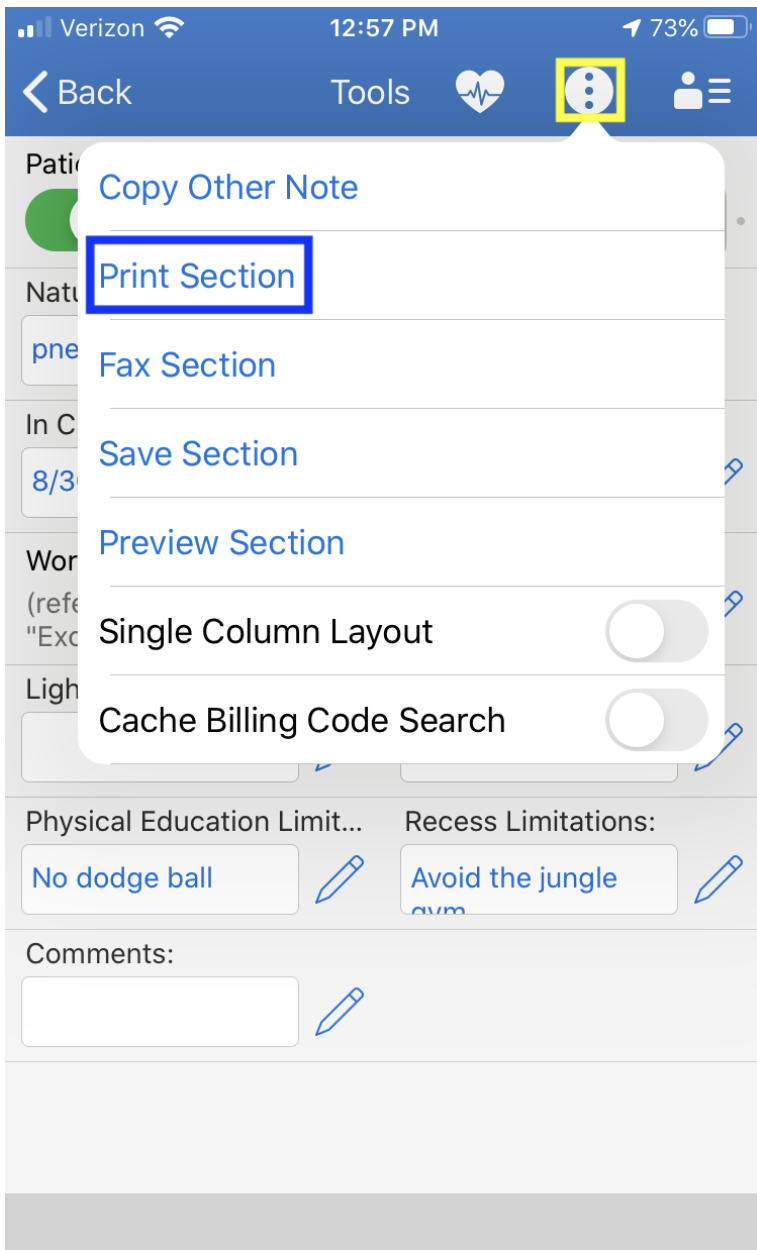 Verizon 12:57 PM 73%
Back Tools
Copy Other Note
Print Section
Fax Section
Save Section
Preview Section
Single Column Layout
Cache Billing Code Search
Physical Education Limit... Recess Limitations:
No dodge ball Avoid the jungle
gym
Comments: